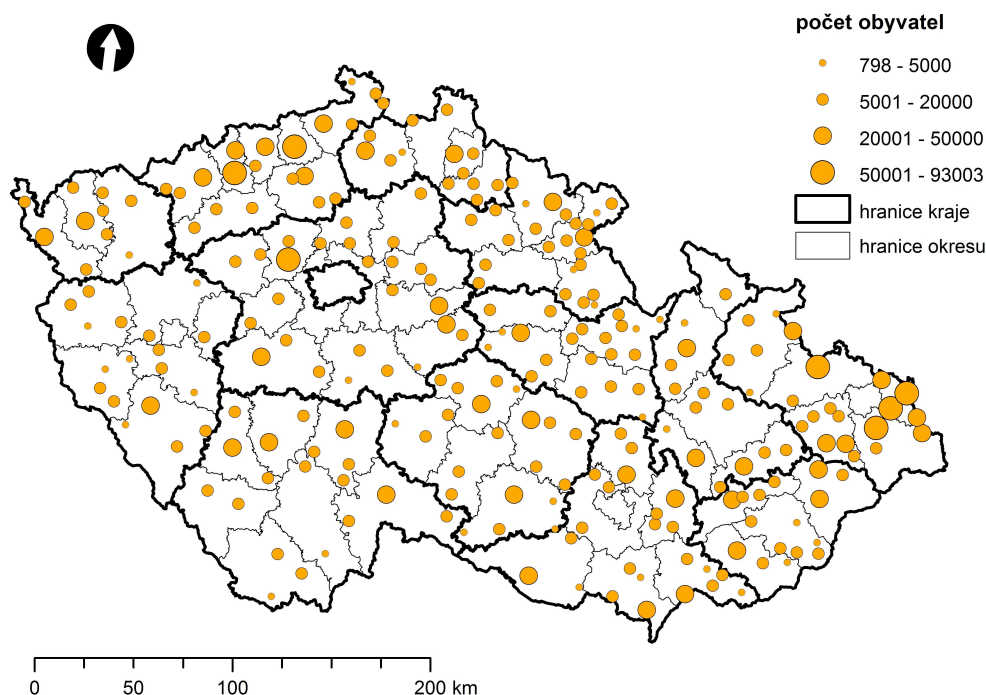 počet obyvatel
798 - 5000
5001 - 20000
20001 - 50000
50001 - 93003
hranice kraje
hranice okresu
0 50 100 200 km